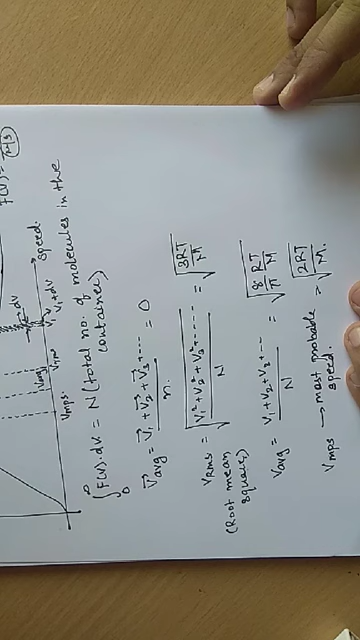 F(v) =
m/s
dv
v₁ v₁+dv
speed.
Vmps. Vavg Vrms
∫₀^∞ F(v).dv = N (total no. of molecules in the container)
v⃗avg = (v⃗₁ + v⃗₂ + v⃗₃ + ----)/n. = 0
Vrms = √((v₁² + v₂² + v₃² + -----)/N) = √(3RT/M)
(Root mean square)
Vavg = (v₁ + v₂ + v₃ + ---)/N = √(8/π RT/M)
Vmps → most probable speed. = √(2RT/M.)